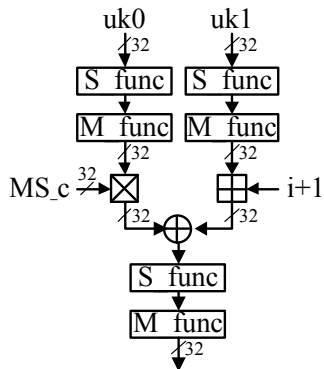 uk0 uk1
32 32
S func S func
M func M func
32 32
MS_c 32 i+1
32 32
S func
M func
32